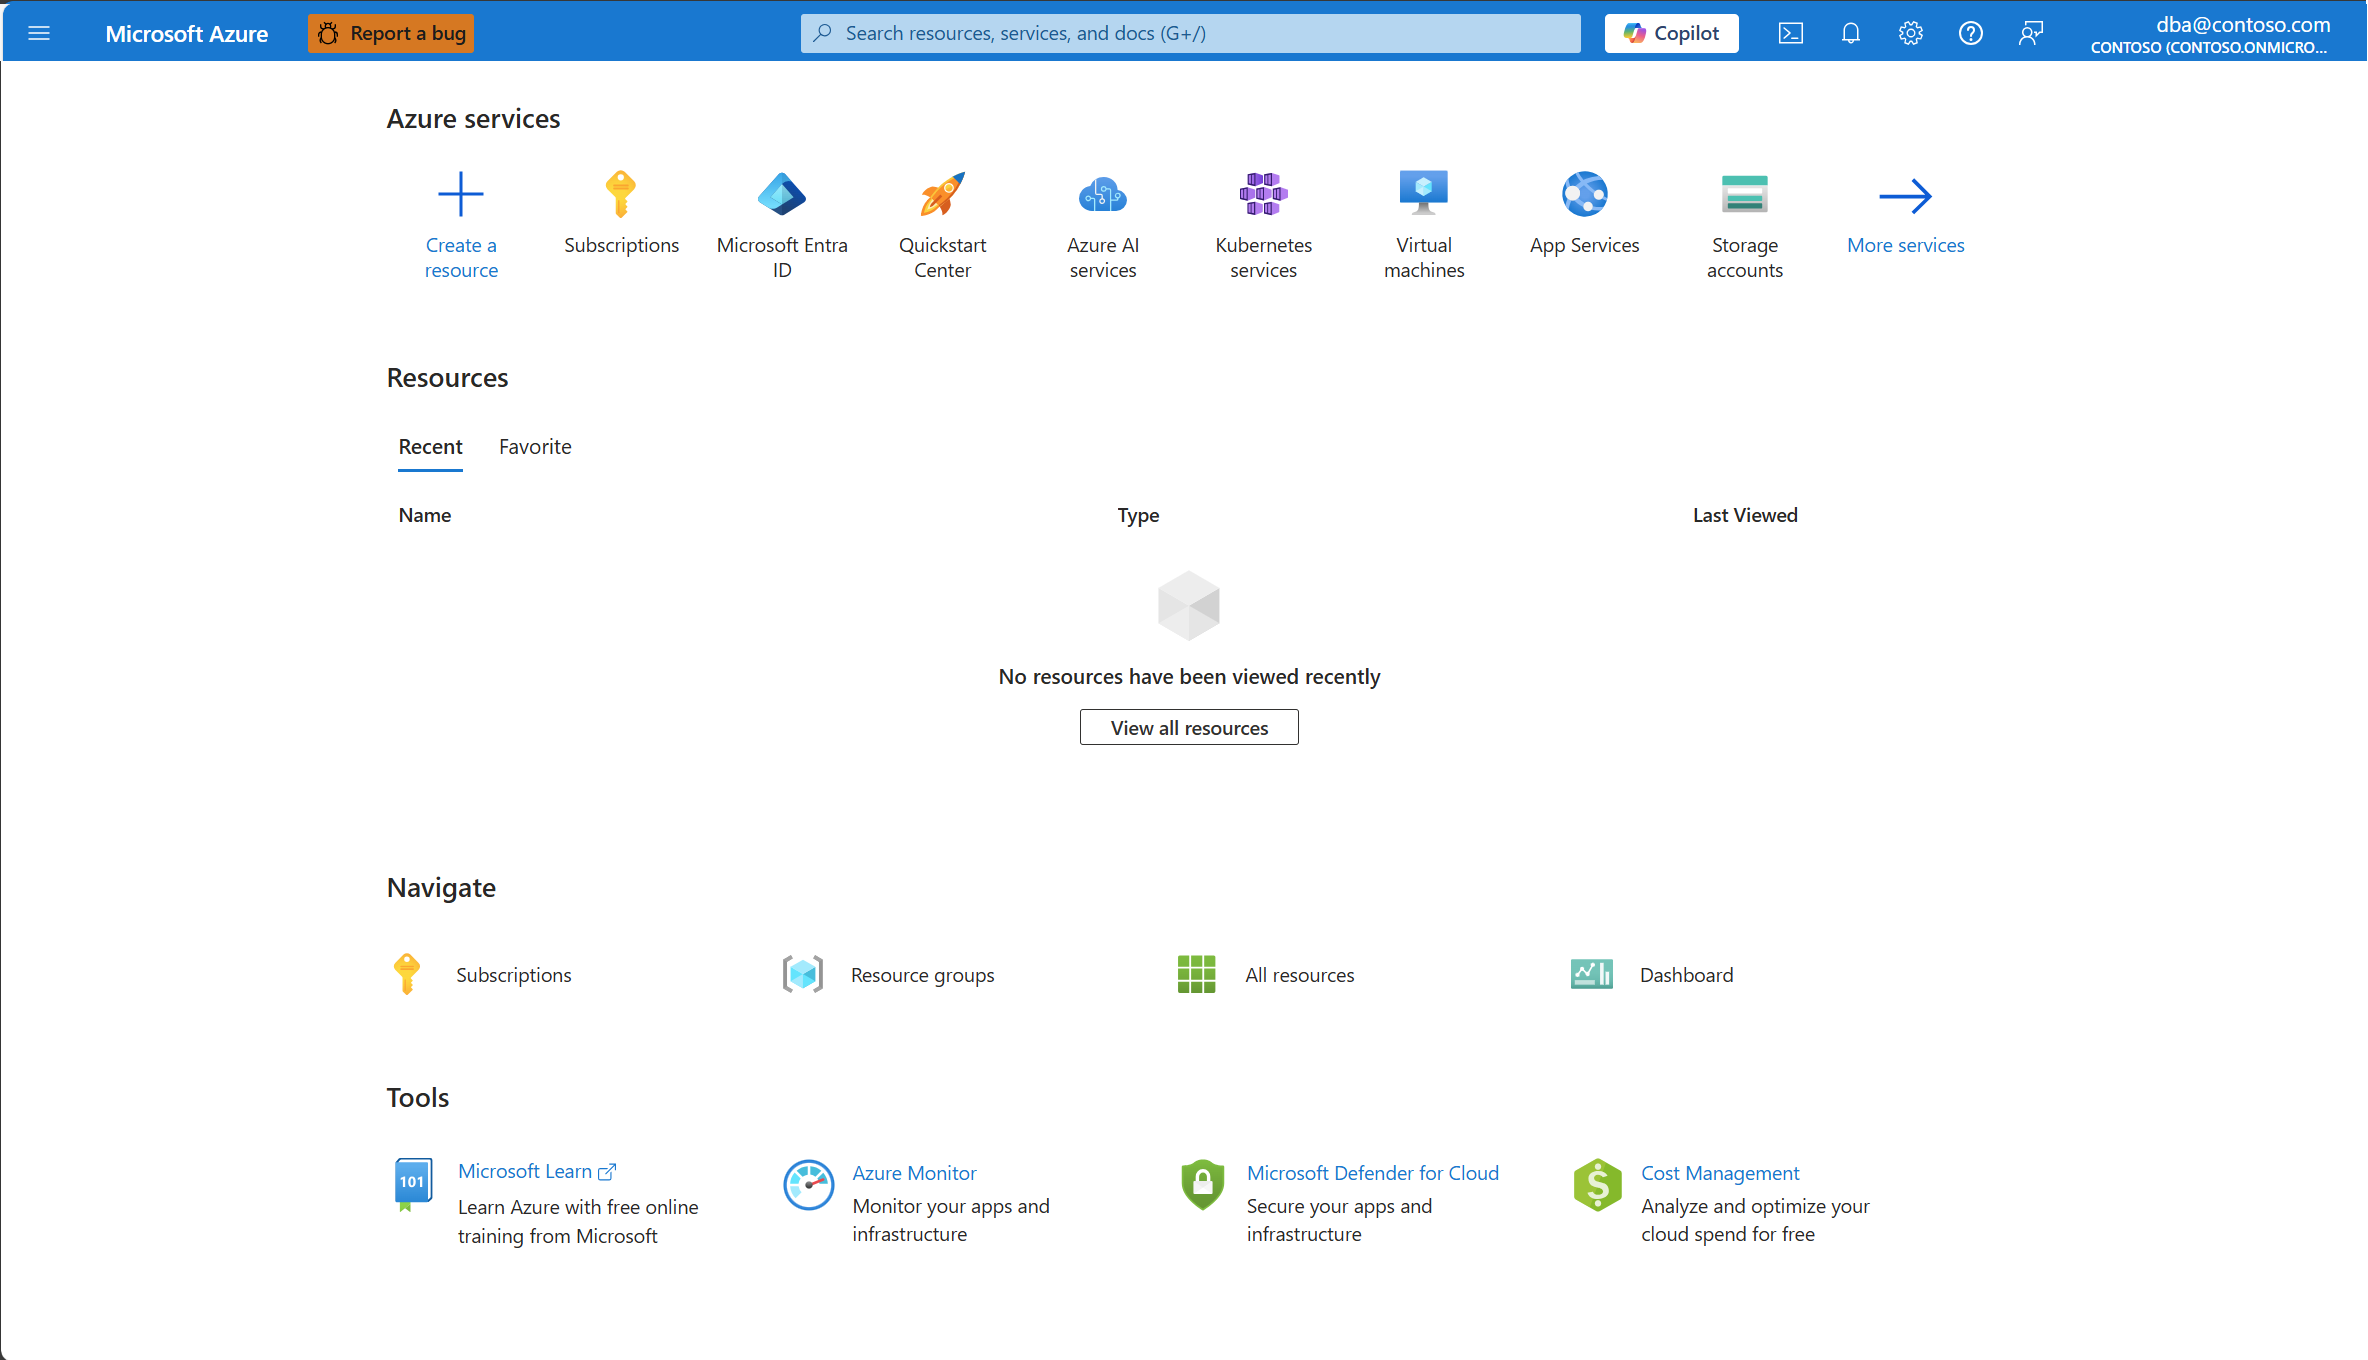 Microsoft Azure
Report a bug
Search resources, services, and docs (G+/)
Copilot
dba@contoso.com
CONTOSO (CONTOSO.ONMICRO...
Azure services
Create a
resource
Subscriptions
Microsoft Entra
ID
Quickstart
Center
Azure AI
services
Kubernetes
services
Virtual
machines
App Services
Storage
accounts
More services
Resources
Recent
Favorite
Name
Type
Last Viewed
No resources have been viewed recently
View all resources
Navigate
Subscriptions
Resource groups
All resources
Dashboard
Tools
101
Microsoft Learn
Learn Azure with free online
training from Microsoft
Azure Monitor
Monitor your apps and
infrastructure
Microsoft Defender for Cloud
Secure your apps and
infrastructure
$
Cost Management
Analyze and optimize your
cloud spend for free